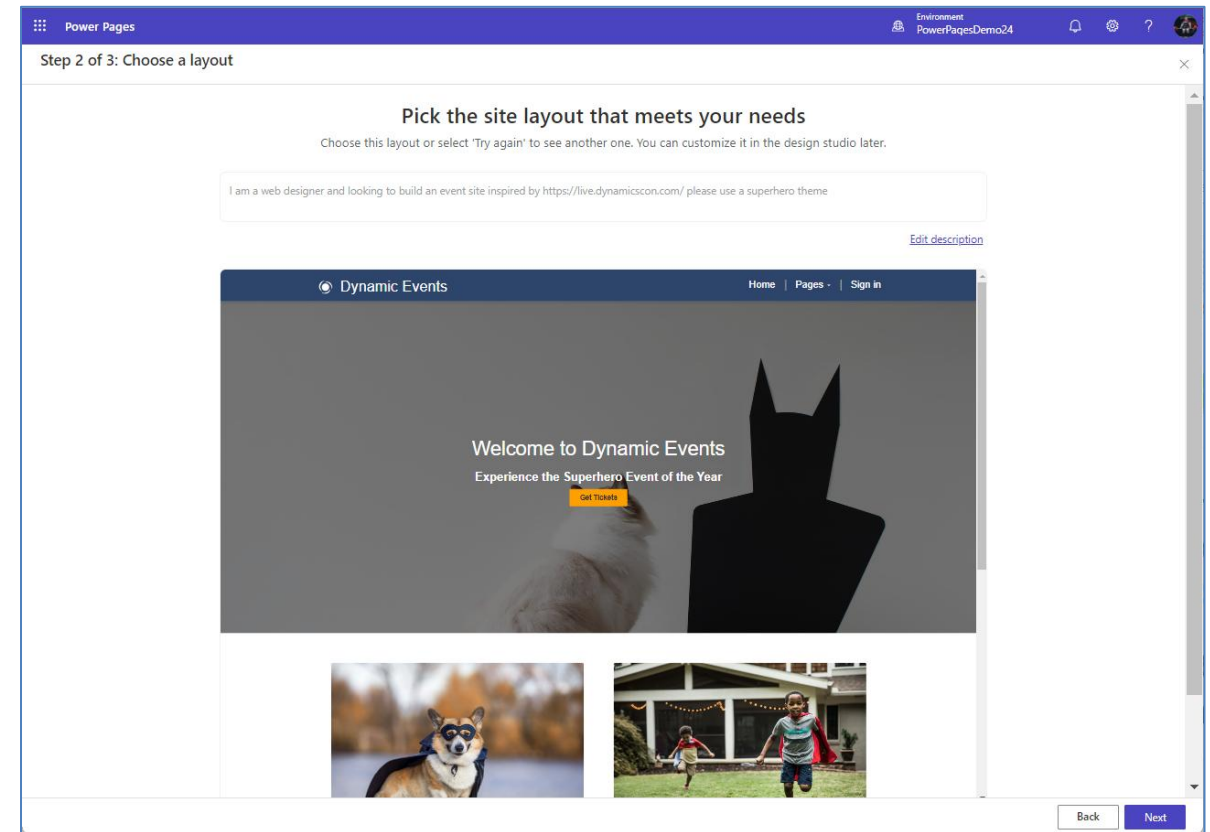 Power Pages
Environment
PowerPagesDemo24
?
Step 2 of 3: Choose a layout
Pick the site layout that meets your needs
Choose this layout or select 'Try again' to see another one. You can customize it in the design studio later.
I am a web designer and looking to build an event site inspired by https://live.dynamicscon.com/ please use a superhero theme
Edit description
Dynamic Events
Home | Pages - | Sign in
Welcome to Dynamic Events
Experience the Superhero Event of the Year
Get Tickets
Back
Next